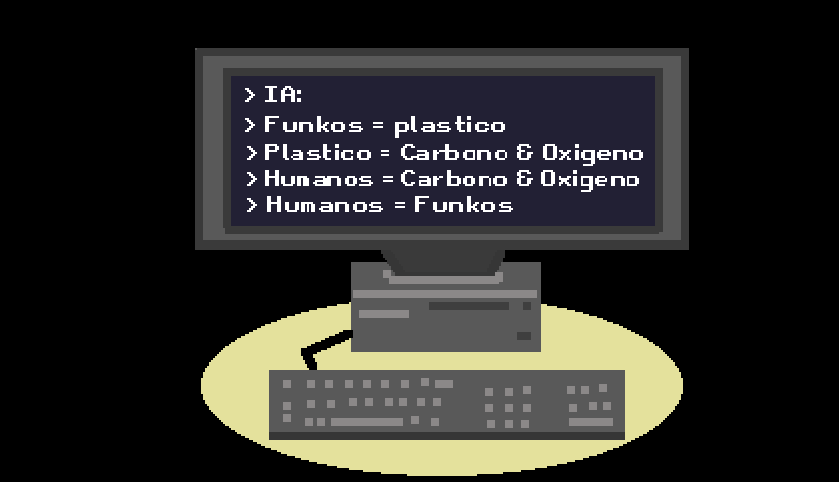 > IA:
> Funkos = plastico
> Plastico = Carbono & Oxigeno
> Humanos = Carbono & Oxigeno
> Humanos = Funkos